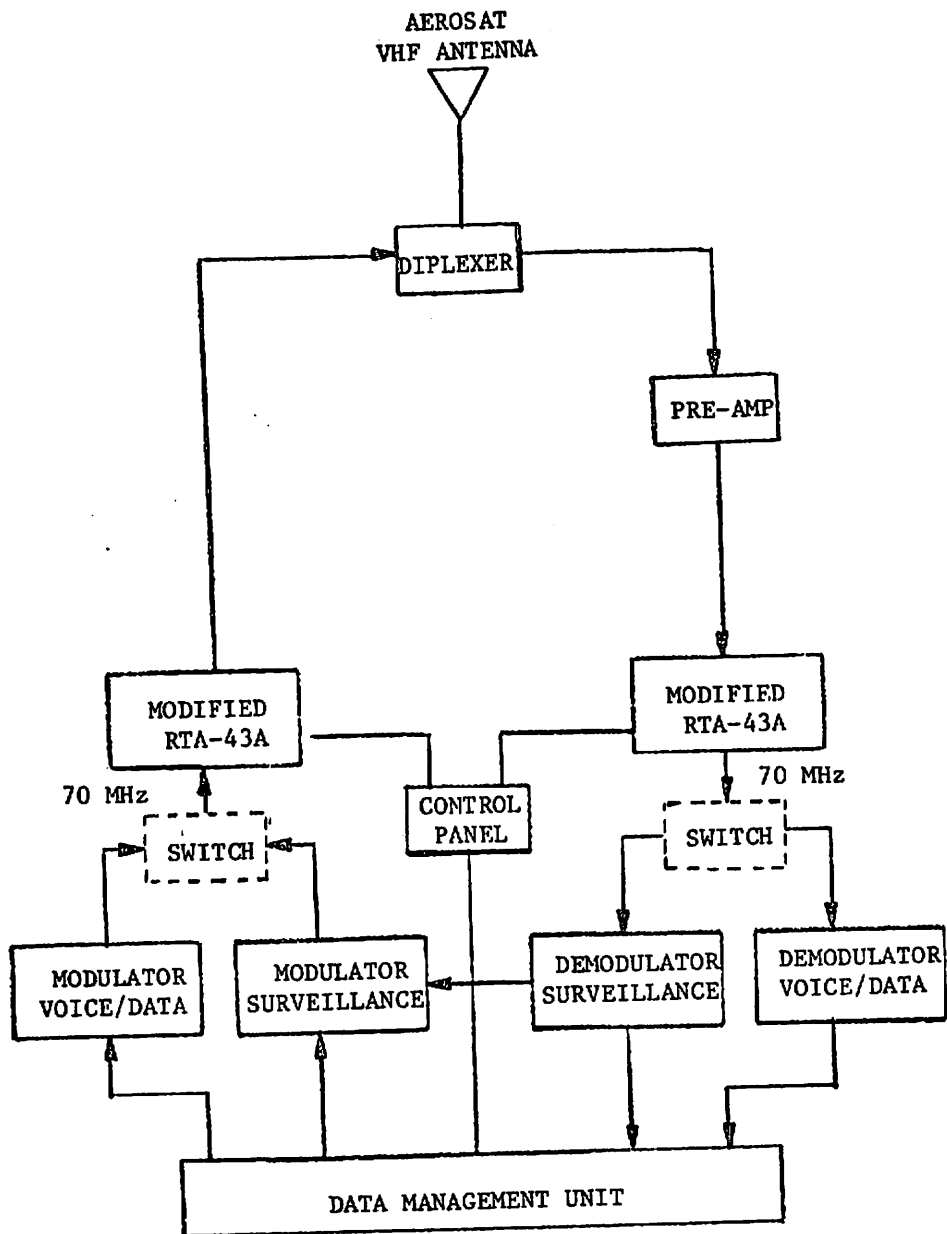 AEROSAT
VHF ANTENNA
DIPLEXER
PRE-AMP
MODIFIED
RTA-43A
MODIFIED
RTA-43A
70 MHz
70 MHz
CONTROL
PANEL
SWITCH
SWITCH
MODULATOR
VOICE/DATA
MODULATOR
SURVEILLANCE
DEMODULATOR
SURVEILLANCE
DEMODULATOR
VOICE/DATA
DATA MANAGEMENT UNIT